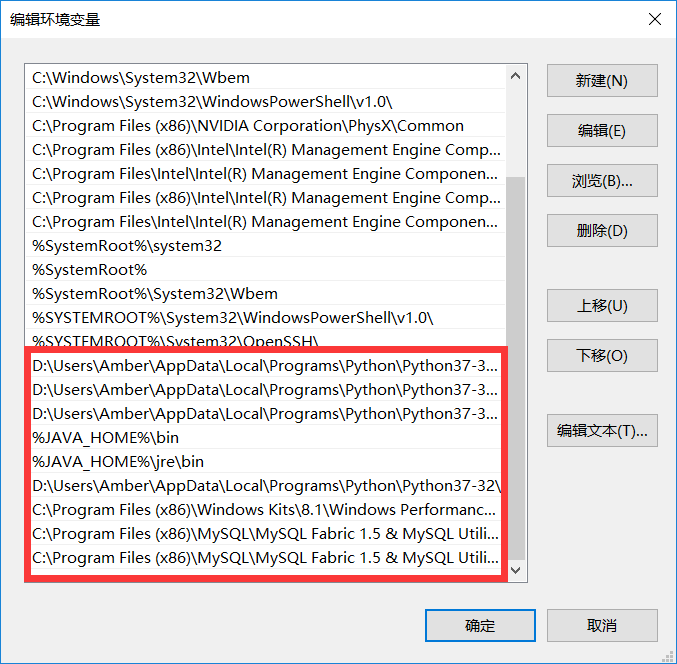 编辑环境变量
C:\Windows\System32\Wbem
C:\Windows\System32\WindowsPowerShell\v1.0\
C:\Program Files (x86)\NVIDIA Corporation\PhysX\Common
C:\Program Files (x86)\Intel\Intel(R) Management Engine Comp...
C:\Program Files\Intel\Intel(R) Management Engine Componen...
C:\Program Files (x86)\Intel\Intel(R) Management Engine Comp...
C:\Program Files\Intel\Intel(R) Management Engine Componen...
%SystemRoot%\system32
%SystemRoot%
%SystemRoot%\System32\Wbem
%SYSTEMROOT%\System32\WindowsPowerShell\v1.0\
%SYSTEMROOT%\System32\OpenSSH\
D:\Users\Amber\AppData\Local\Programs\Python\Python37-3...
D:\Users\Amber\AppData\Local\Programs\Python\Python37-3...
D:\Users\Amber\AppData\Local\Programs\Python\Python37-3...
%JAVA_HOME%\bin
%JAVA_HOME%\jre\bin
D:\Users\Amber\AppData\Local\Programs\Python\Python37-32\
C:\Program Files (x86)\Windows Kits\8.1\Windows Performanc...
C:\Program Files (x86)\MySQL\MySQL Fabric 1.5 & MySQL Utili...
C:\Program Files (x86)\MySQL\MySQL Fabric 1.5 & MySQL Utili...
新建(N)
编辑(E)
浏览(B)...
删除(D)
上移(U)
下移(O)
编辑文本(T)...
确定
取消